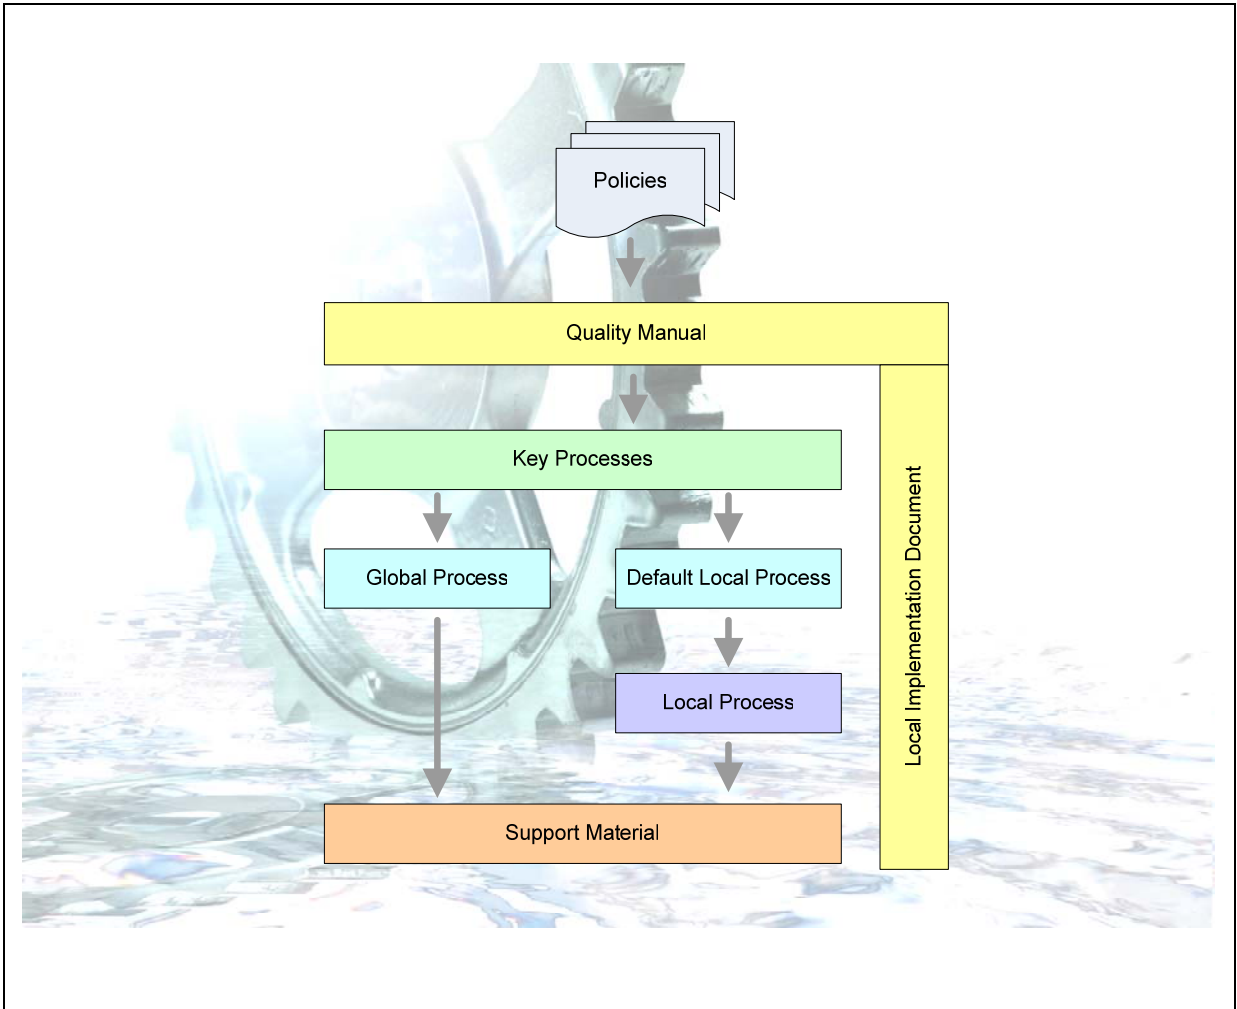 Policies
Quality Manual
Key Processes
Global Process
Default Local Process
Local Process
Support Material
Local Implementation Document